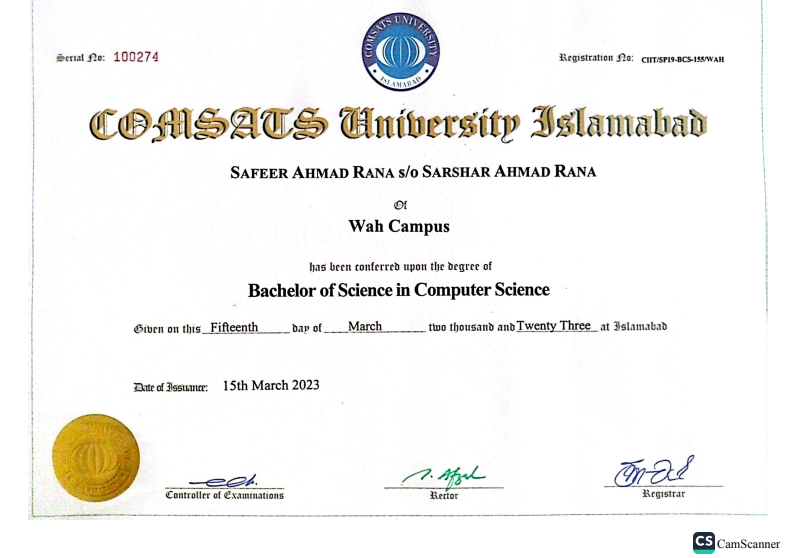 COMSATS UNIVERSITY
ISLAMABAD
Serial No: 100274
Registration No: CIIT/SP19-BCS-155/WAH
COMSATS University Islamabad
SAFEER AHMAD RANA s/o SARSHAR AHMAD RANA
Of
Wah Campus
has been conferred upon the degree of
Bachelor of Science in Computer Science
Given on this Fifteenth day of March two thousand and Twenty Three at Islamabad
Date of Issuance: 15th March 2023
Controller of Examinations
Rector
Registrar
CS CamScanner